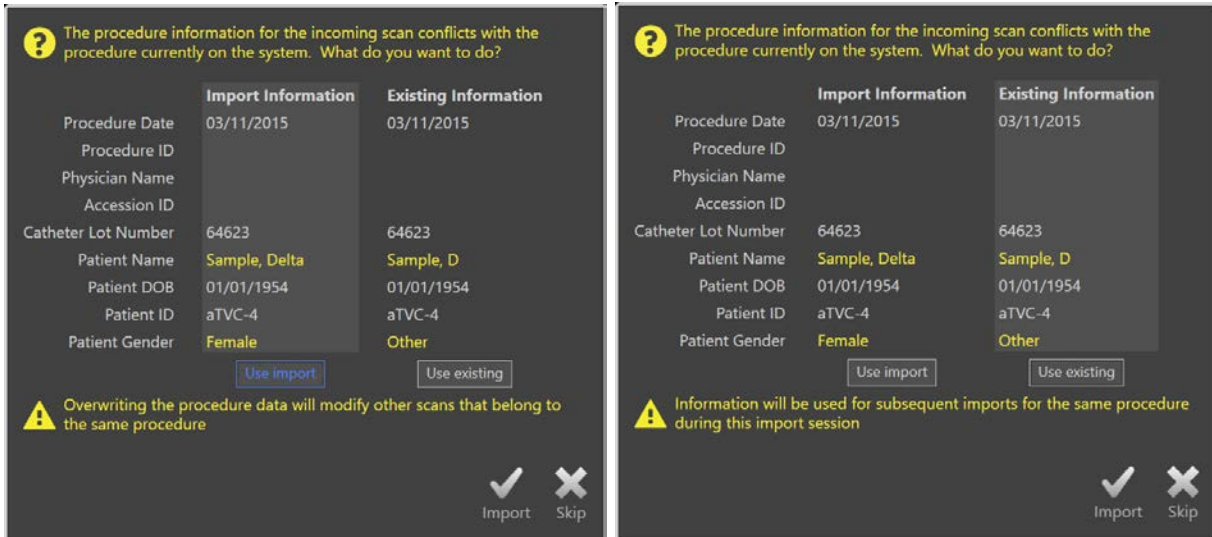 The procedure information for the incoming scan conflicts with the
procedure currently on the system.  What do you want to do?
Import Information Existing Information
Procedure Date 03/11/2015 03/11/2015
Procedure ID
Physician Name
Accession ID
Catheter Lot Number 64623 64623
Patient Name Sample, Delta Sample, D
Patient DOB 01/01/1954 01/01/1954
Patient ID aTVC-4 aTVC-4
Patient Gender Female Other
Use import Use existing
Overwriting the procedure data will modify other scans that belong to
the same procedure
Import Skip
The procedure information for the incoming scan conflicts with the
procedure currently on the system.  What do you want to do?
Import Information Existing Information
Procedure Date 03/11/2015 03/11/2015
Procedure ID
Physician Name
Accession ID
Catheter Lot Number 64623 64623
Patient Name Sample, Delta Sample, D
Patient DOB 01/01/1954 01/01/1954
Patient ID aTVC-4 aTVC-4
Patient Gender Female Other
Use import Use existing
Information will be used for subsequent imports for the same procedure
during this import session
Import Skip